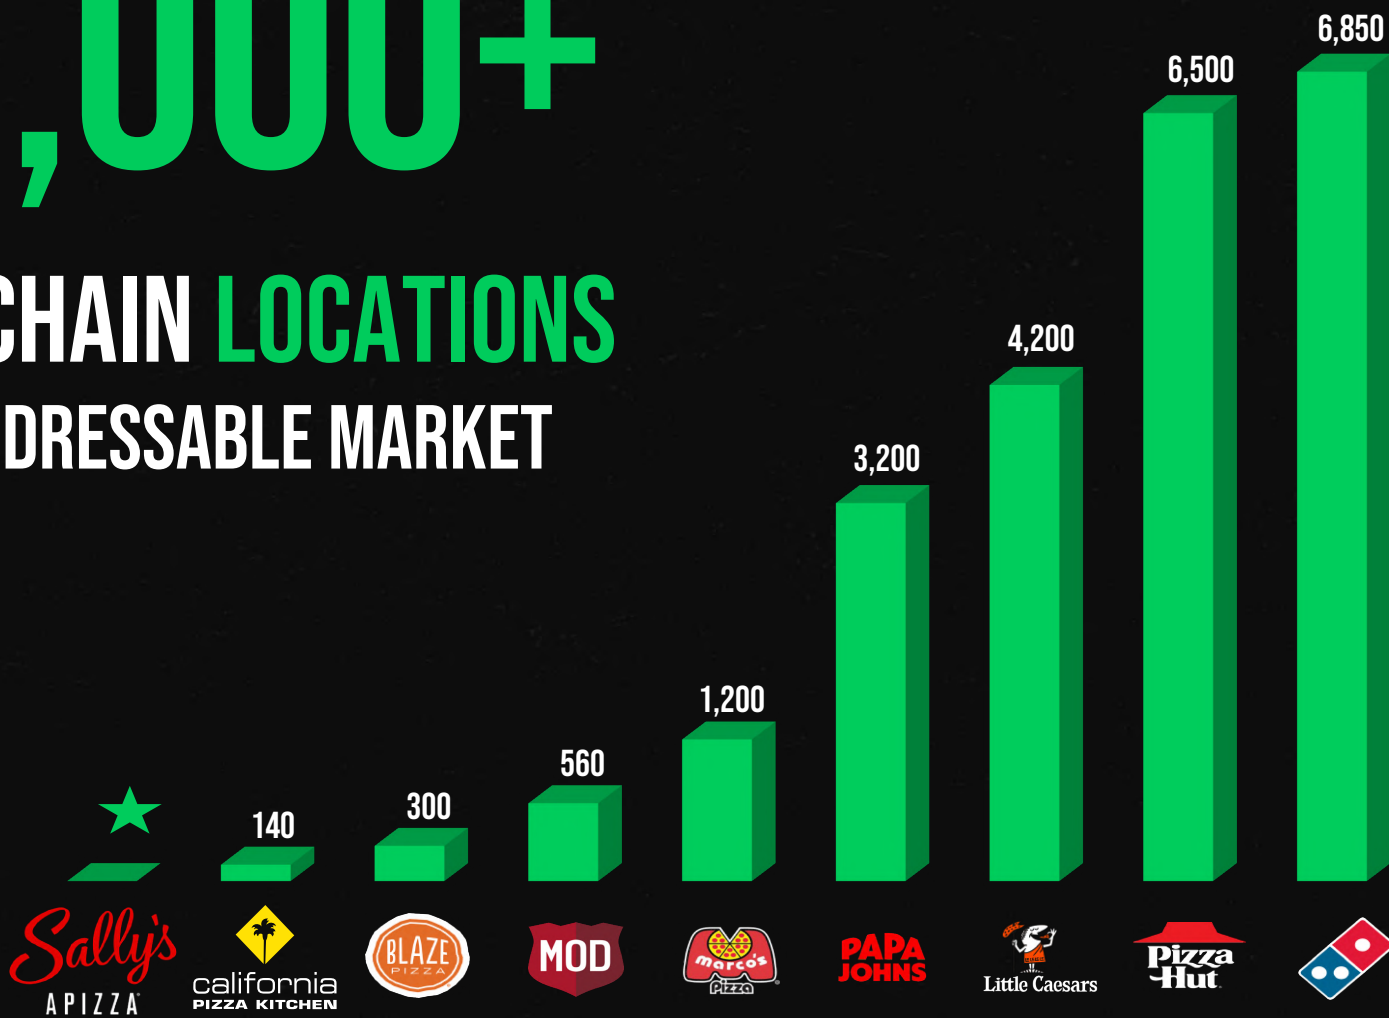 ,000+
CHAIN LOCATIONS
DRESSABLE MARKET
6,850
6,500
4,200
3,200
1,200
560
300
140
Sally's
APIZZA
california
PIZZA KITCHEN
BLAZE
PIZZA
MOD
marco's
Pizza
PAPA
JOHNS
Little Caesars
Pizza
Hut